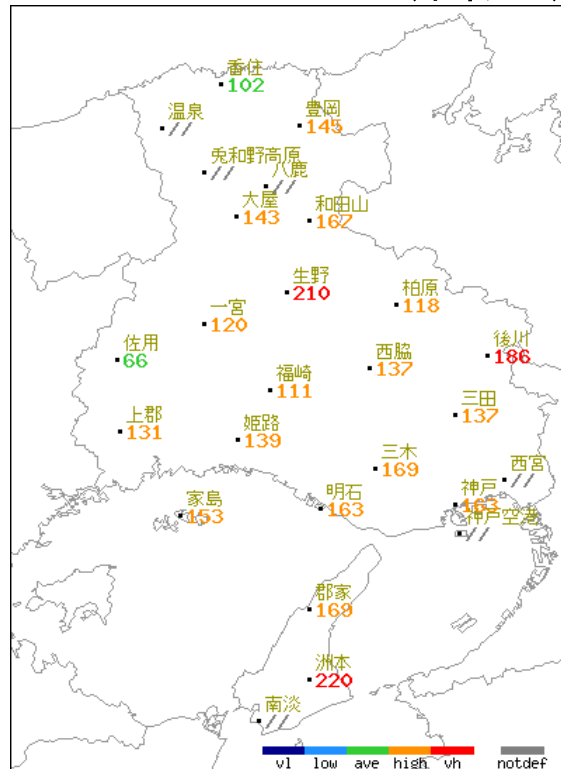 香住
102
温泉
//
豊岡
145
兎和野高原
//
八鹿
//
大屋
143
和田山
167
生野
210
柏原
118
一宮
120
佐用
66
西脇
137
後川
186
福崎
111
三田
137
上郡
131
姫路
139
三木
169
西宮
//
家島
153
明石
163
神戸
163
神戸空港
//
郡家
169
洲本
220
南淡
//
vl low ave high vh notdef